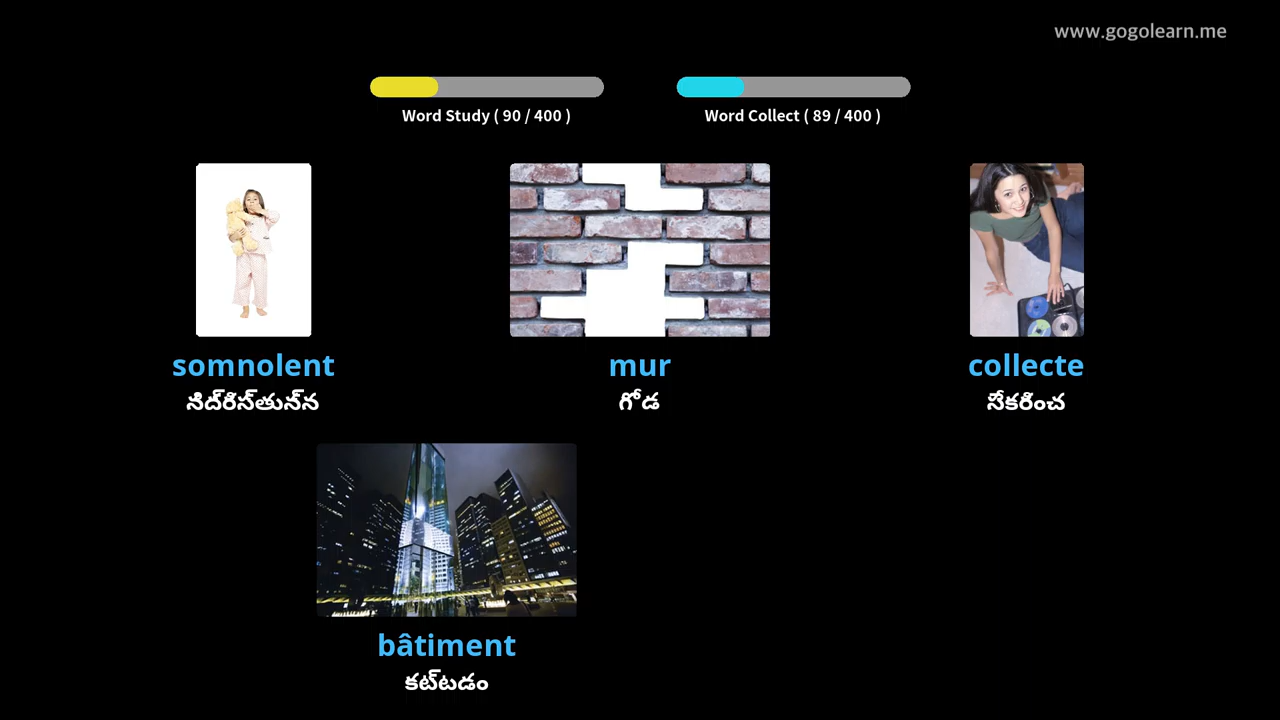 www.gogolearn.me
Word Study ( 90 / 400 )
Word Collect ( 89 / 400 )
somnolent
mur
collecte
నిద్రిస్తున్న
గోడ
సేకరించ
bâtiment
కట్టడం